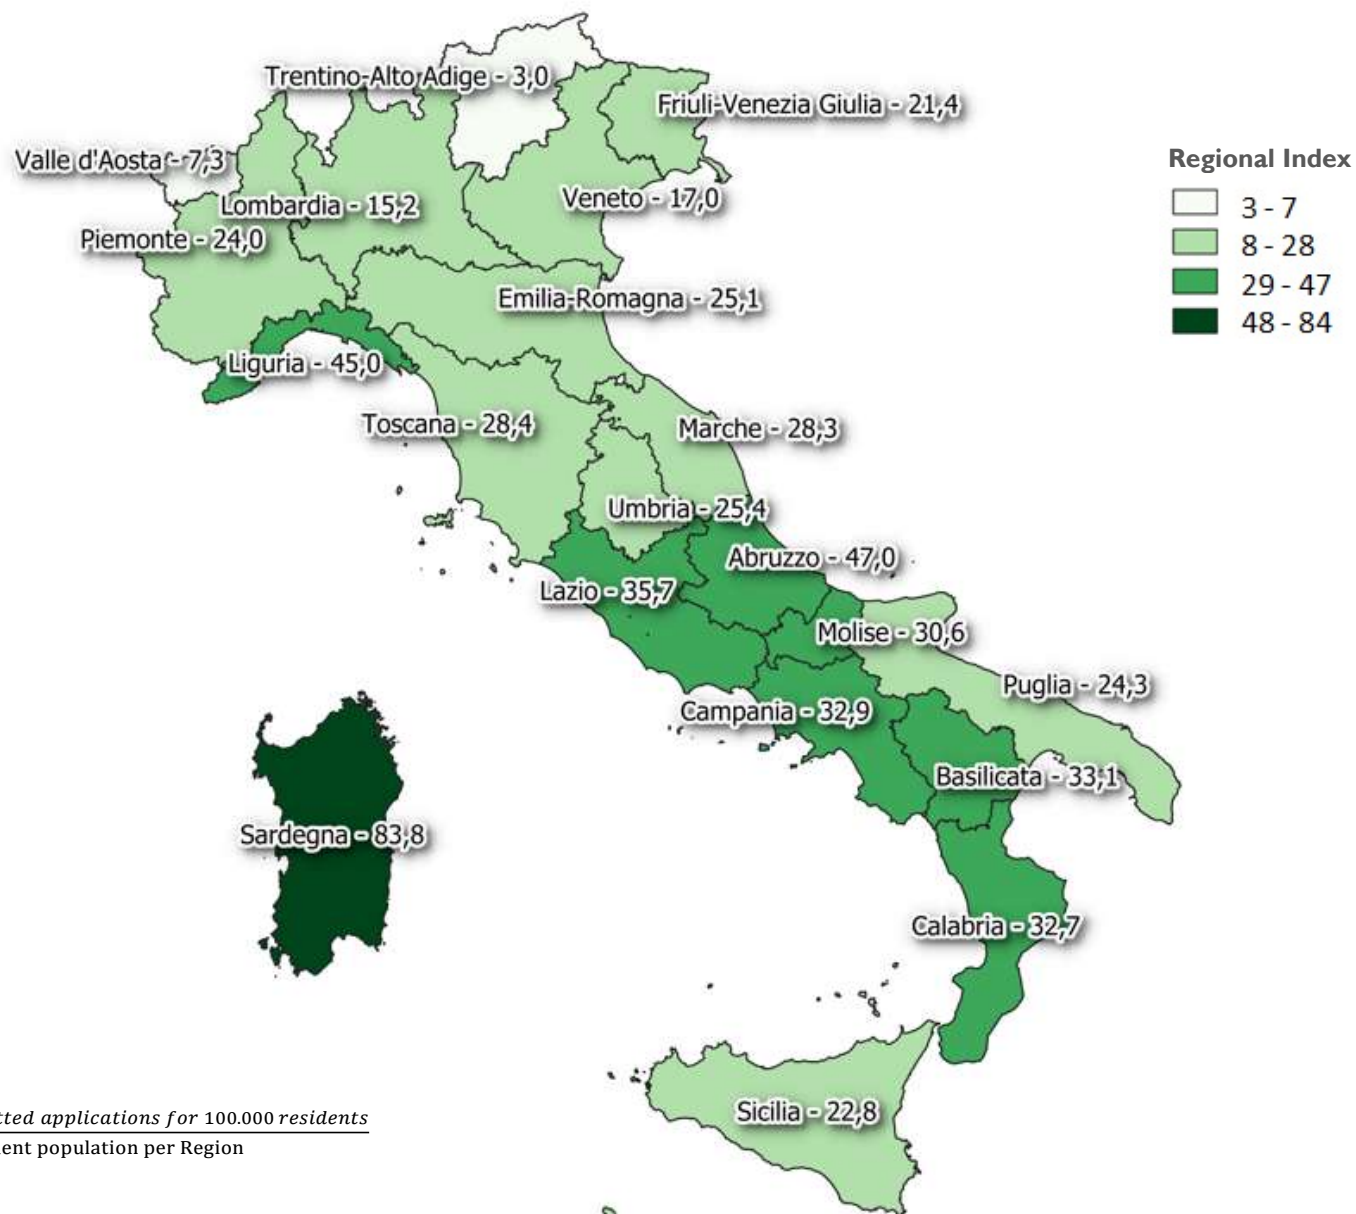 Trentino-Alto Adige - 3,0
Friuli-Venezia Giulia - 21,4
Valle d'Aosta - 7,3
Regional Index
3 - 7
8 - 28
29 - 47
48 - 84
Lombardia - 15,2
Veneto - 17,0
Piemonte - 24,0
Emilia-Romagna - 25,1
Liguria - 45,0
Toscana - 28,4
Marche - 28,3
Umbria - 25,4
Abruzzo - 47,0
Lazio - 35,7
Molise - 30,6
Puglia - 24,3
Campania - 32,9
Basilicata - 33,1
Sardegna - 83,8
Calabria - 32,7
Sicilia - 22,8
applications for 100.000 residents
population per Region